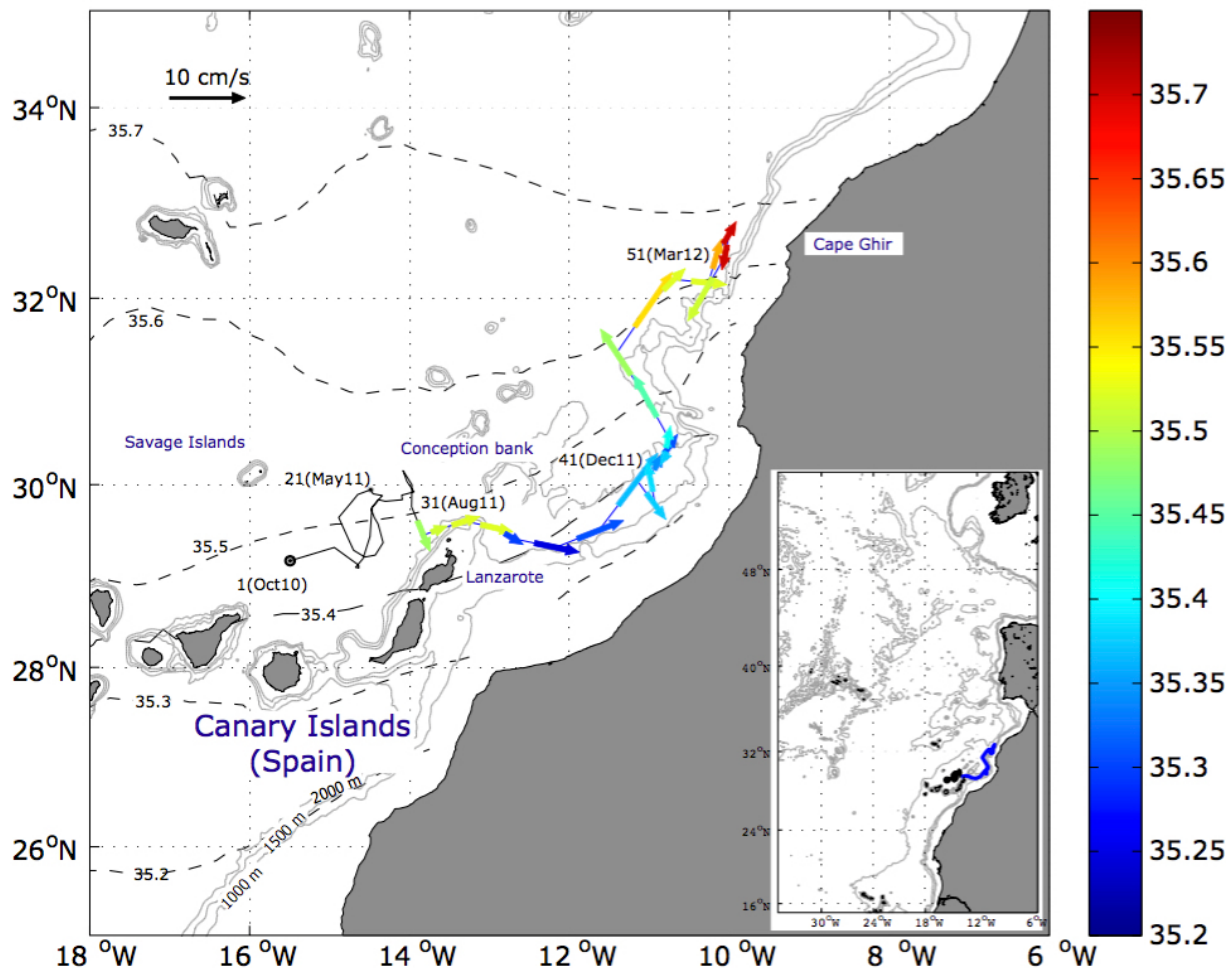 10 cm/s
34°N
35.7
Cape Ghir
51(Mar12)
32°N
35.6
Savage Islands
Conception bank
41(Dec11)
21(May11)
30°N
31(Aug11)
35.5
1(Oct10)
Lanzarote
35.4
28°N
35.3
Canary Islands
(Spain)
2000 m
1500 m
1000 m
26°N
35.2
18°W
16°W
14°W
12°W
10°W
8°W
6°W
48°N
40°N
32°N
24°N
16°N
30°W
24°W
18°W
12°W
6°W
35.7
35.65
35.6
35.55
35.5
35.45
35.4
35.35
35.3
35.25
35.2